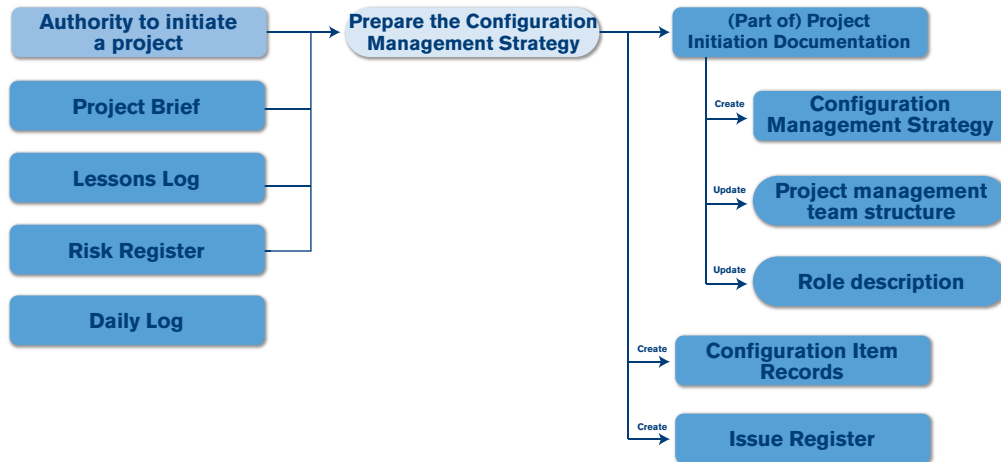 Authority to initiate
a project
Project Brief
Lessons Log
Risk Register
Daily Log
Prepare the Configuration
Management Strategy
(Part of) Project
Initiation Documentation
Create
Configuration
Management Strategy
Update
Project management
team structure
Update
Role description
Create
Configuration Item
Records
Create
Issue Register